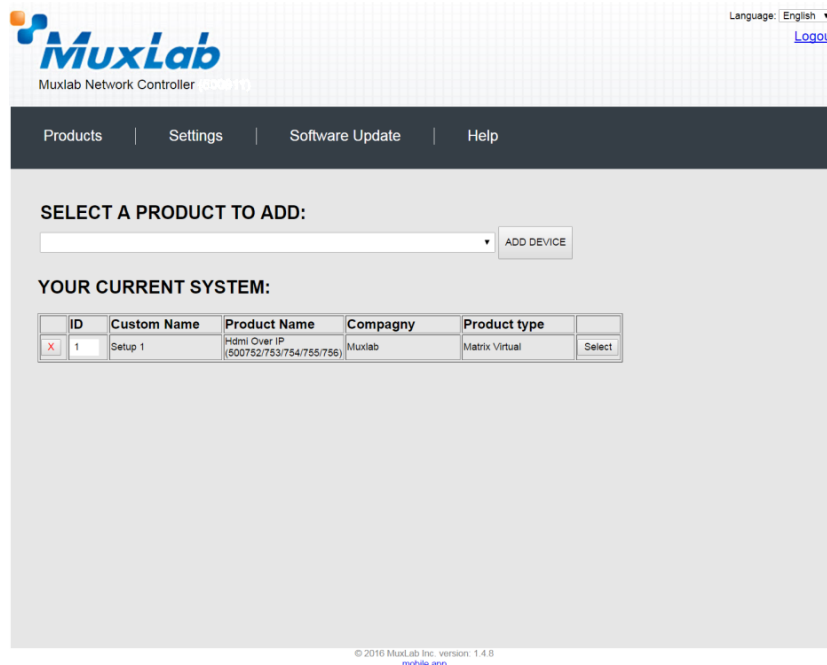 Language: English
Logou
MuxLab
Muxlab Network Controller
Products | Settings | Software Update | Help
SELECT A PRODUCT TO ADD:
ADD DEVICE
YOUR CURRENT SYSTEM:
ID Custom Name Product Name Compagny Product type
X 1 Setup 1 Hdmi Over IP (500752/753/754/755/756) Muxlab Matrix Virtual Select
© 2016 MuxLab Inc. version: 1.4.8
mobile app